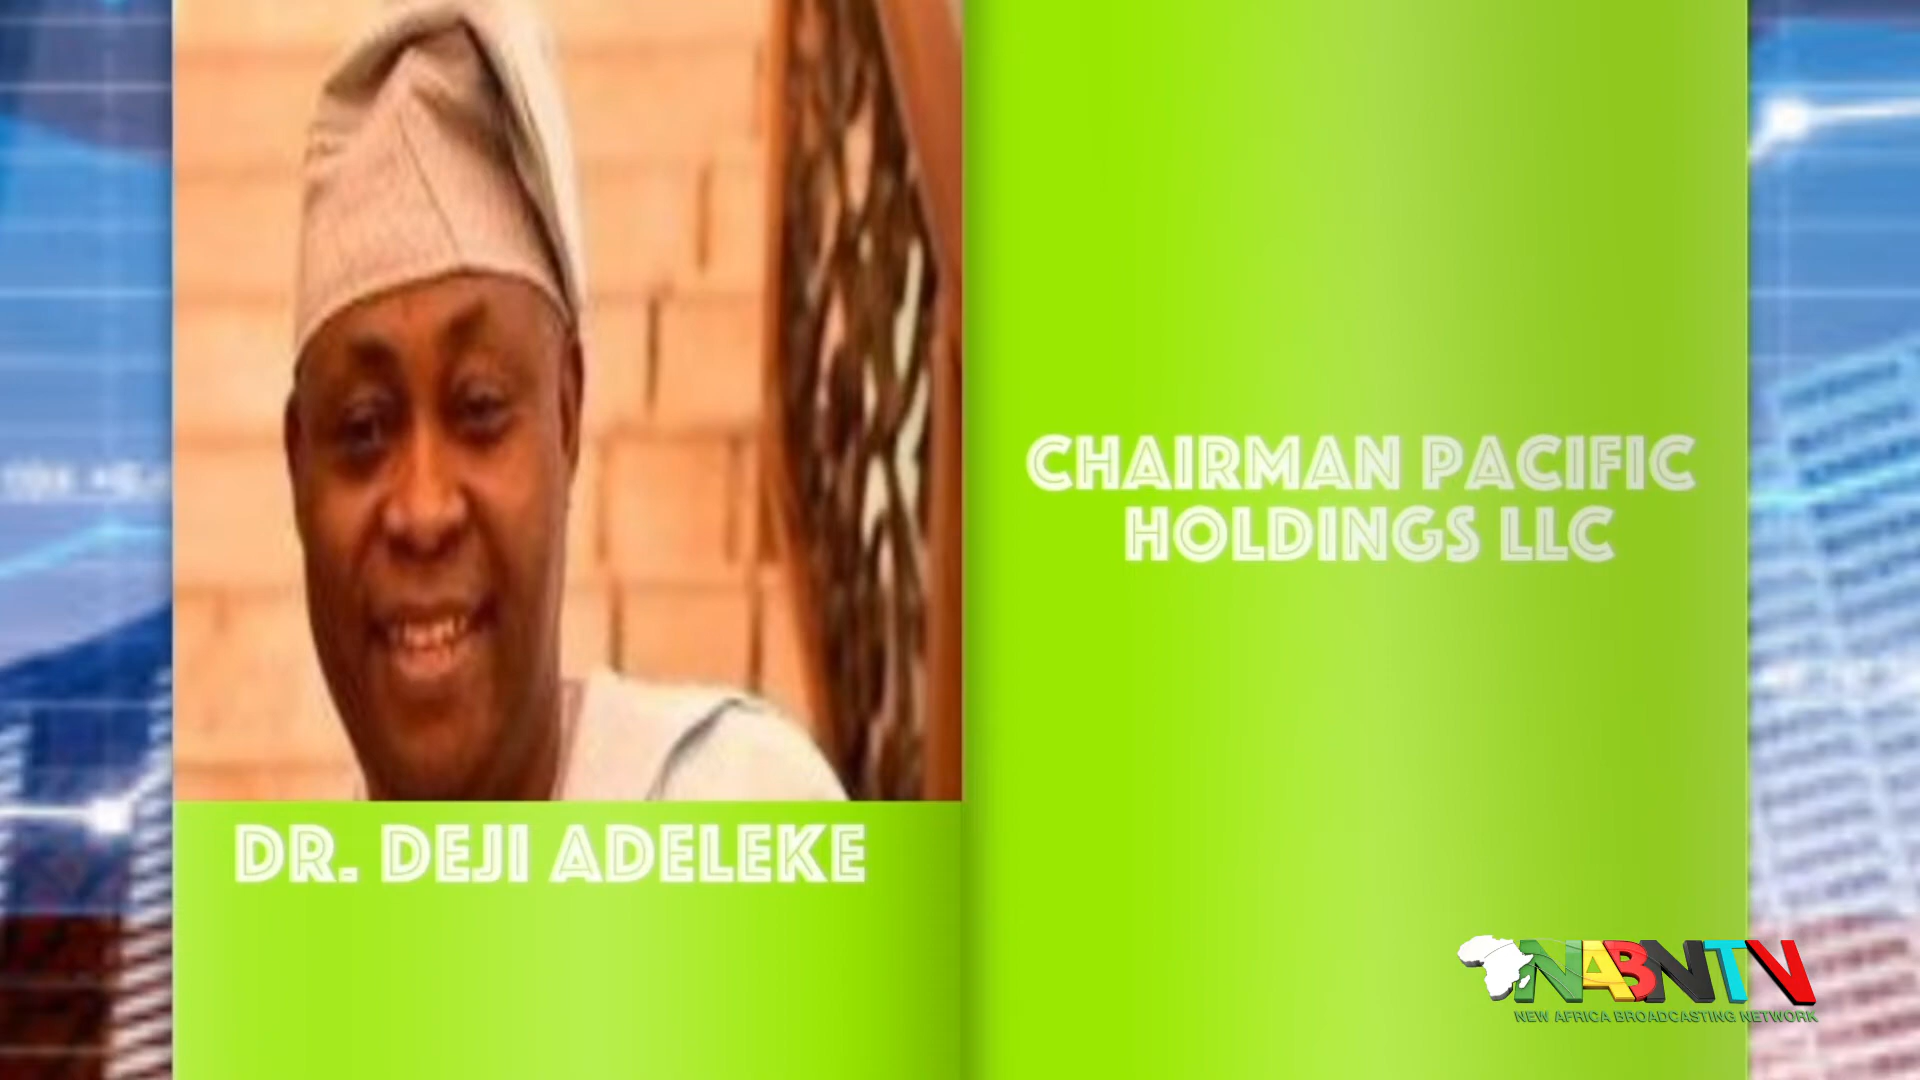 DR. DEJI ADELEKE
CHAIRMAN PACIFIC
HOLDINGS LLC
NABNTV
NEW AFRICA BROADCASTING NETWORK